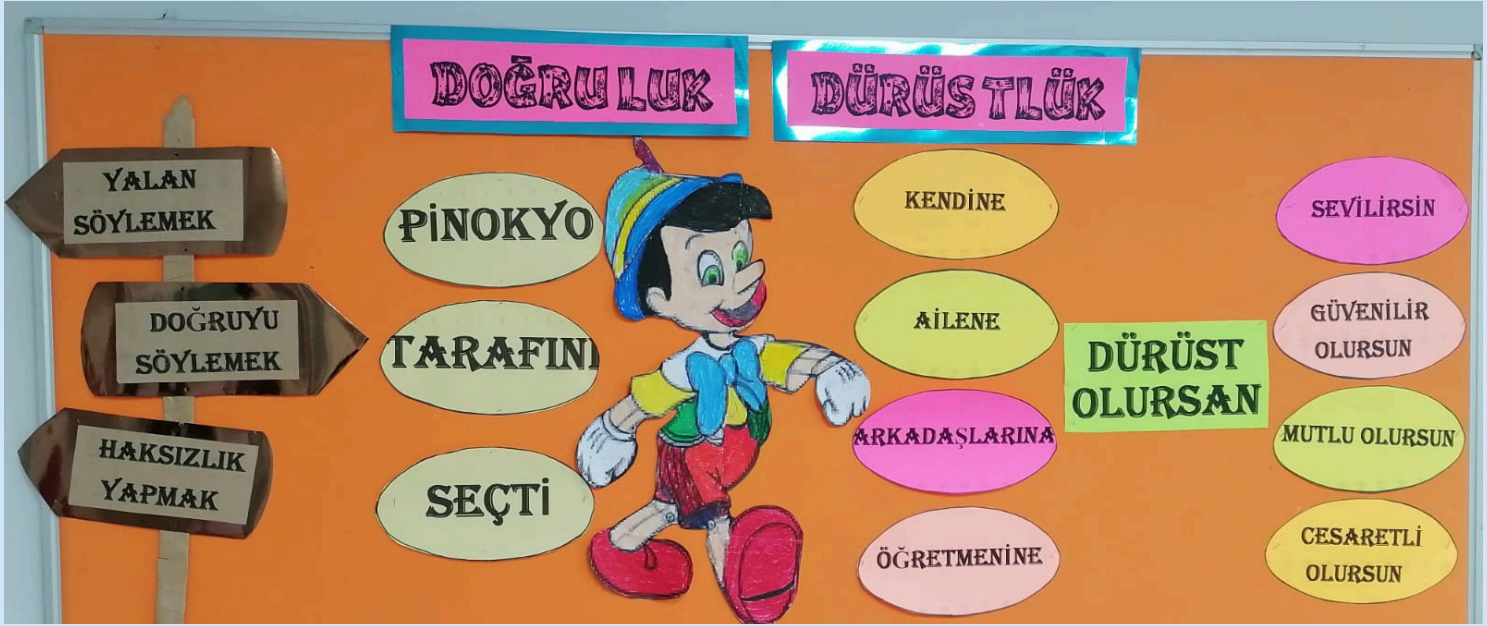 DOĞRULUK
DÜRÜSTLÜK
YALAN
SÖYLEMEK
DOĞRUYU
SÖYLEMEK
HAKSIZLIK
YAPMAK
PİNOKYO
TARAFINI
SEÇTİ
KENDİNE
AİLENE
ARKADAŞLARINA
ÖĞRETMENİNE
DÜRÜST
OLURSAN
SEVİLİRSİN
GÜVENİLİR
OLURSUN
MUTLU OLURSUN
CESARETLİ
OLURSUN